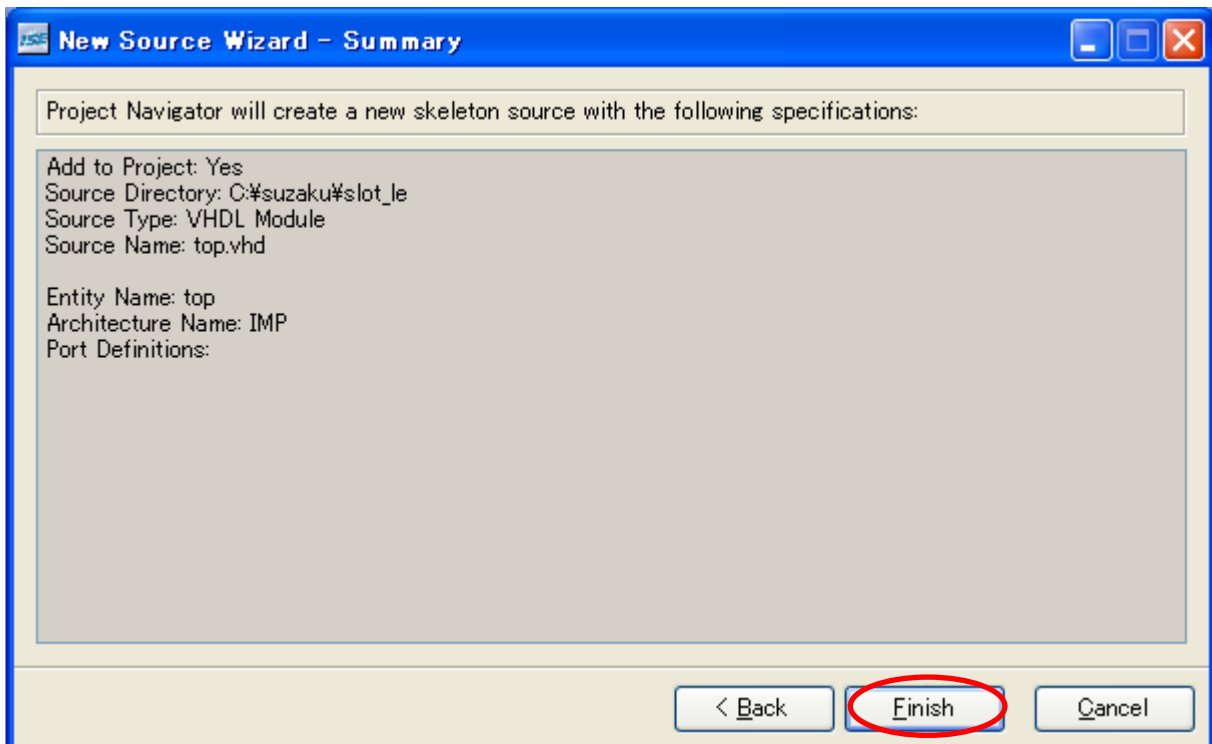 ISE New Source Wizard - Summary
Project Navigator will create a new skeleton source with the following specifications:
Add to Project: Yes
Source Directory: C:¥suzaku¥slot_le
Source Type: VHDL Module
Source Name: top.vhd
Entity Name: top
Architecture Name: IMP
Port Definitions:
< Back Finish Cancel